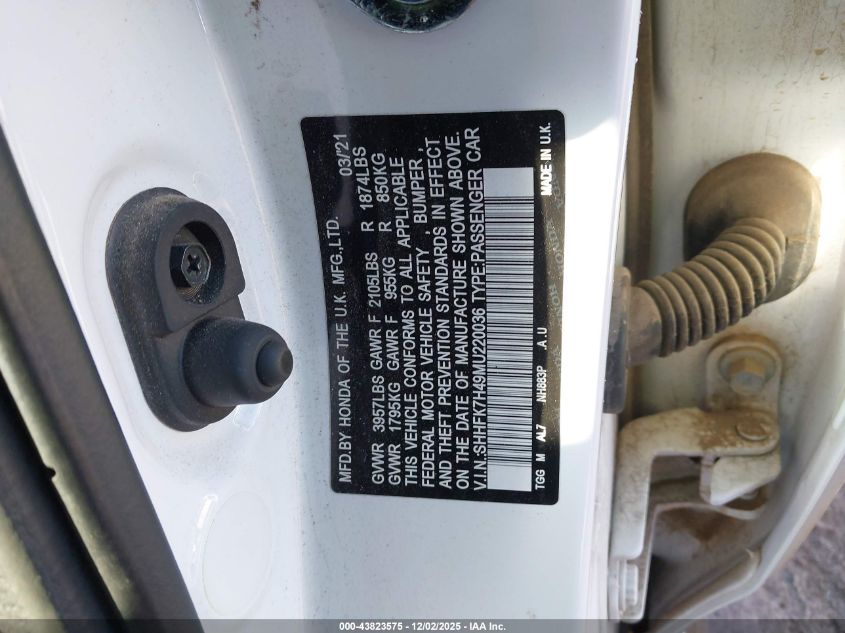 MFD.BY HONDA OF THE U.K. MFG.,LTD. 03/'21
GVWR 3957LBS GAWR F 2105LBS R 1874LBS
GVWR 1795KG GAWR F 955KG R 850KG
THIS VEHICLE CONFORMS TO ALL APPLICABLE
FEDERAL MOTOR VEHICLE SAFETY , BUMPER ,
AND THEFT PREVENTION STANDARDS IN EFFECT
ON THE DATE OF MANUFACTURE SHOWN ABOVE.
V.I.N.:SHHFK7H49MU220036 TYPE:PASSENGER CAR
TGG M AL7 NH883P .A.U MADE IN U.K.
000-43823575 - 12/02/2025 - IAA Inc.